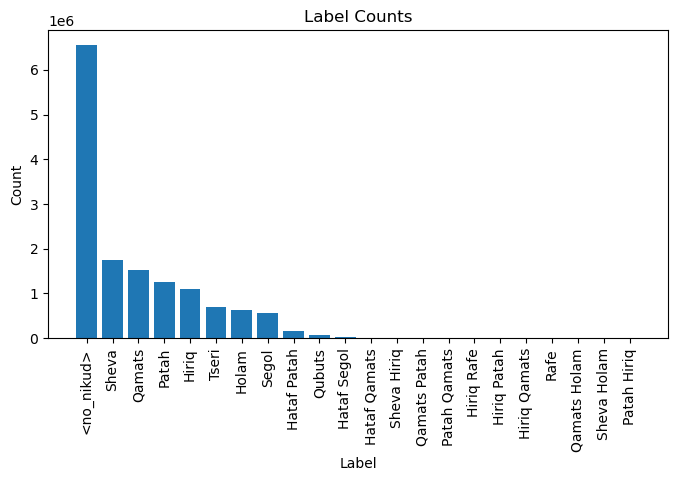 Label Counts
1e6
6
5
4
3
2
1
0
Count
<no_nikud>
Sheva
Qamats
Patah
Hiriq
Tseri
Holam
Segol
Hataf Patah
Qubuts
Hataf Segol
Hataf Qamats
Sheva Hiriq
Qamats Patah
Patah Qamats
Hiriq Rafe
Hiriq Patah
Hiriq Qamats
Rafe
Qamats Holam
Sheva Holam
Patah Hiriq
Label